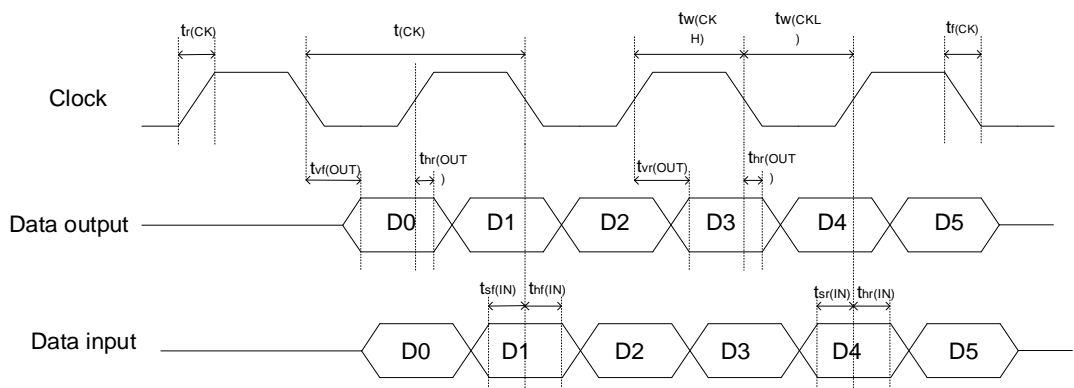 tr(CK)
t(CK)
tw(CK
H)
tw(CKL
)
tf(CK)
Clock
tvf(OUT)
thr(OUT
)
tvr(OUT)
thr(OUT
)
Data output
D0
D1
D2
D3
D4
D5
tsf(IN)
thf(IN)
tsr(IN)
thr(IN)
Data input
D0
D1
D2
D3
D4
D5